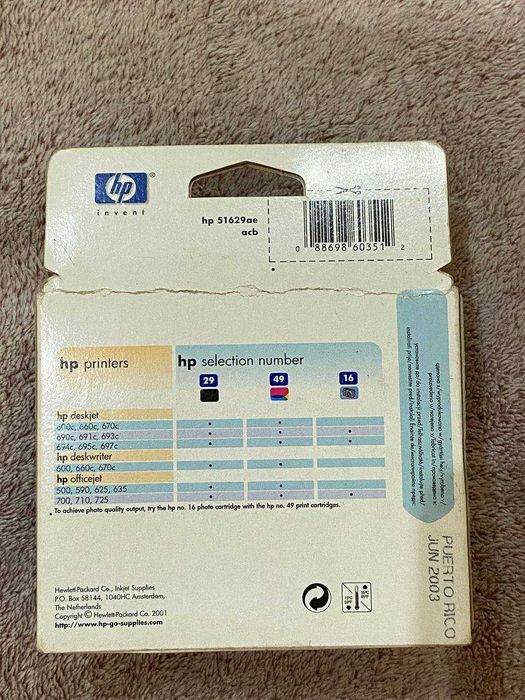 hp
invent
hp 51629ae
acb
0 88698 60351 2
hp printers
hp selection number
29 49 16
hp deskjet
600c, 660c, 670c
690c, 691c, 693c
694c, 695c, 697c
hp deskwriter
600, 660c, 670c
hp officejet
500, 590, 625, 635
700, 710, 725
To achieve photo quality output, try the hp no. 16 photo cartridge with the hp no. 49 print cartridges.
Hewlett-Packard Co., Inkjet Supplies
P.O. Box 58144, 1040HC Amsterdam,
The Netherlands
Copyright © Hewlett-Packard Co. 2001
http://www.hp-go-supplies.com
PUERTO RICO
JUN 2003